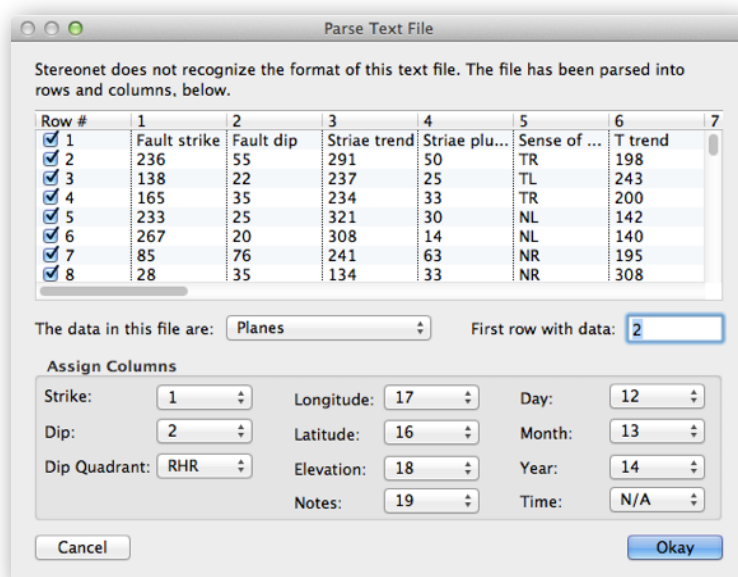 Parse Text File
Stereonet does not recognize the format of this text file. The file has been parsed into
rows and columns, below.
Row # 1 2 3 4 5 6 7
1 Fault strike Fault dip Striae trend Striae plu... Sense of ... T trend
2 236 55 291 50 TR 198
3 138 22 237 25 TL 243
4 165 35 234 33 TR 200
5 233 25 321 30 NL 142
6 267 20 308 14 NL 140
7 85 76 241 63 NR 195
8 28 35 134 33 NR 308
The data in this file are: Planes First row with data: 2
Assign Columns
Strike: 1 Longitude: 17 Day: 12
Dip: 2 Latitude: 16 Month: 13
Dip Quadrant: RHR Elevation: 18 Year: 14
Notes: 19 Time: N/A
Cancel Okay